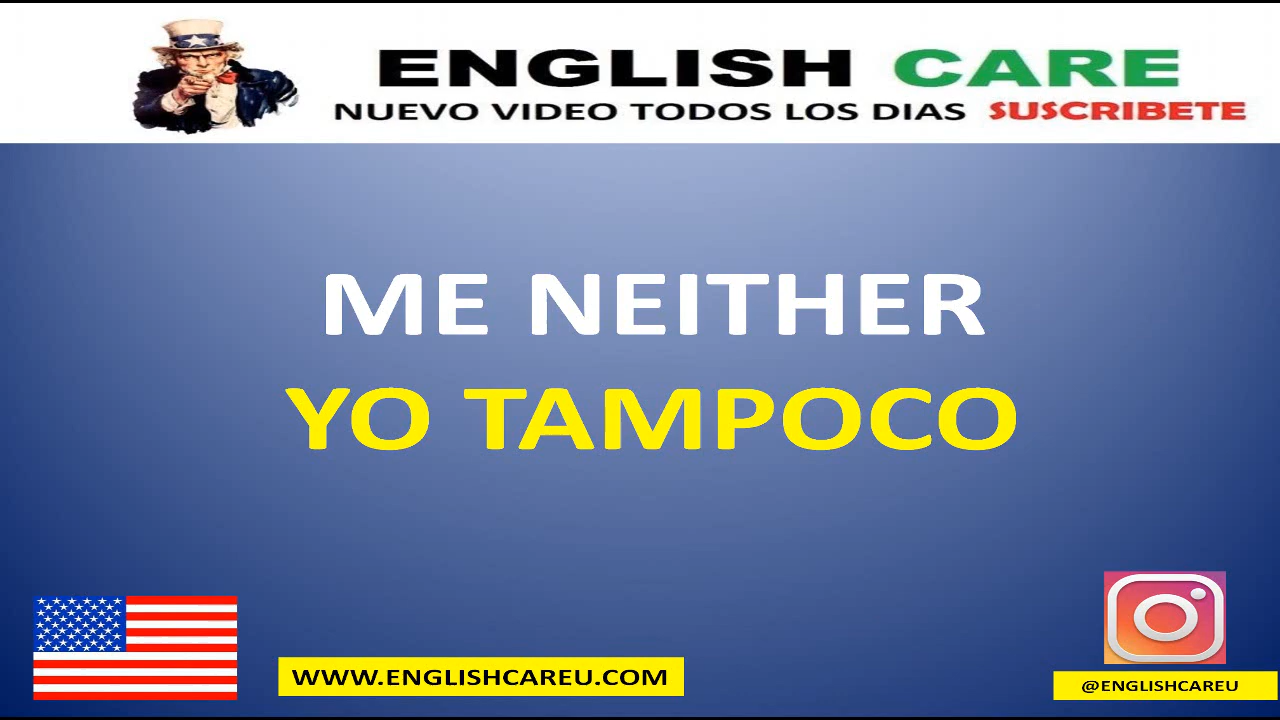 ENGLISH CARE
NUEVO VIDEO TODOS LOS DIAS SUSCRIBETE
ME NEITHER
YO TAMPOCO
WWW.ENGLISHCAREU.COM
@ENGLISHCAREU